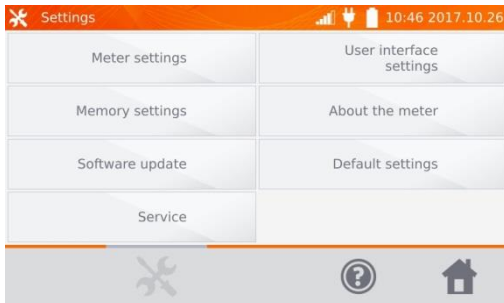 Settings
10:46 2017.10.26
Meter settings
User interface
settings
Memory settings
About the meter
Software update
Default settings
Service